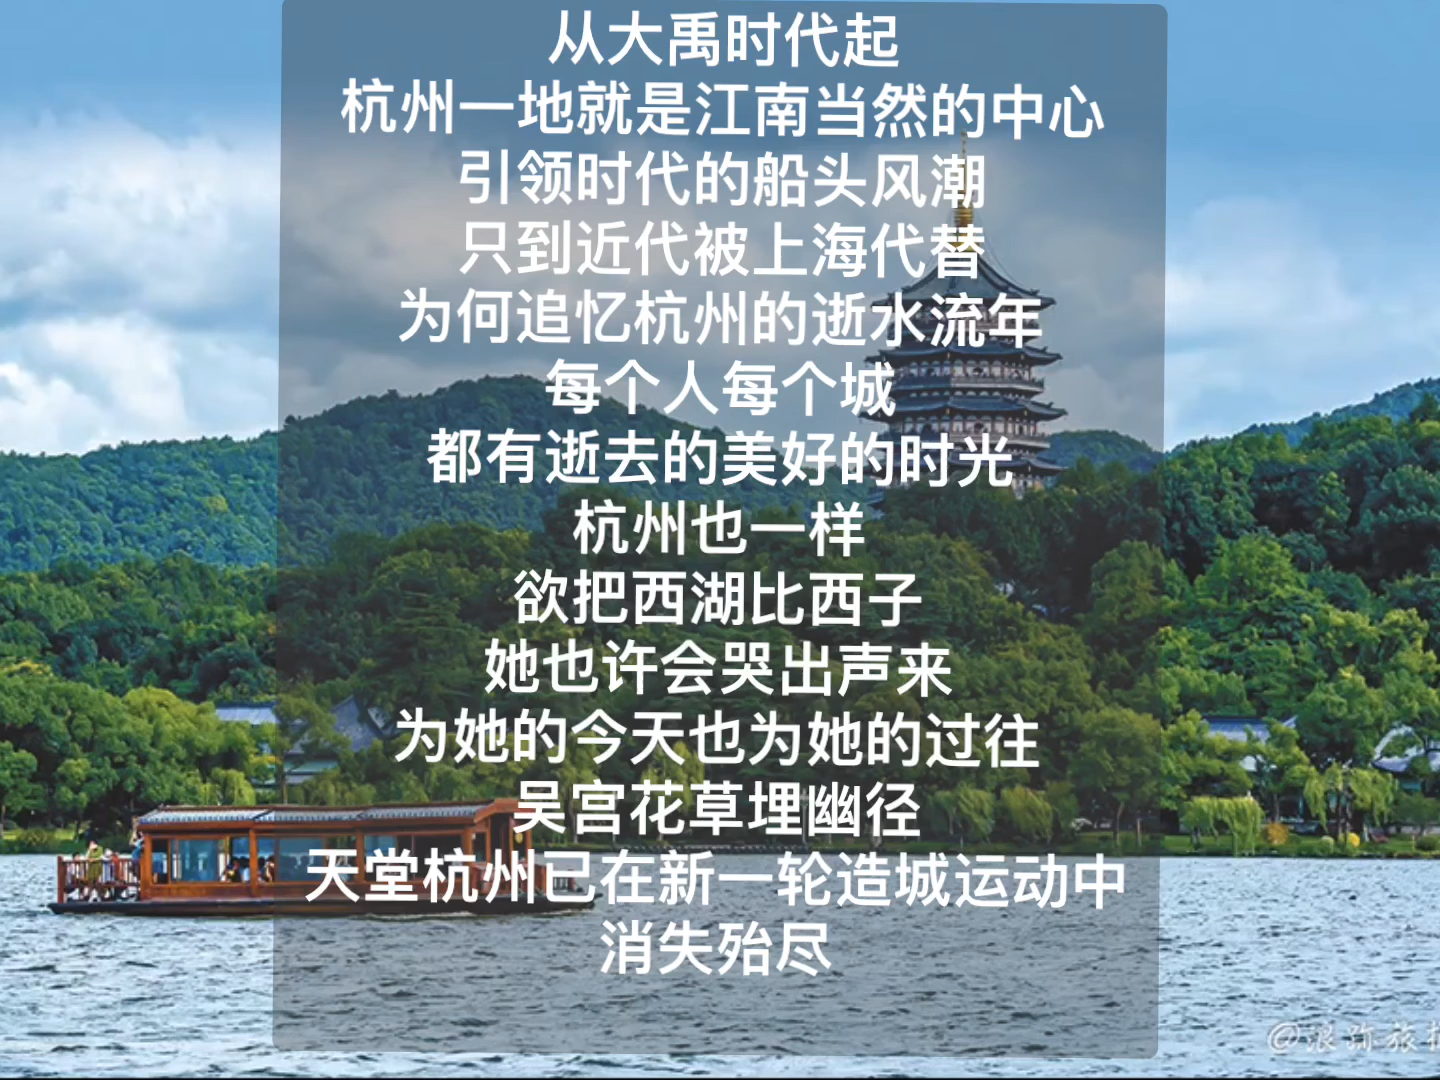 从大禹时代起
杭州一地就是江南当然的中心
引领时代的船头风潮
只到近代被上海代替
为何追忆杭州的逝水流年
每个人每个城
都有逝去的美好的时光
杭州也一样
欲把西湖比西子
她也许会哭出声来
为她的今天也为她的过往
吴宫花草埋幽径
天堂杭州已在新一轮造城运动中
消失殆尽
@浪迹旅拍